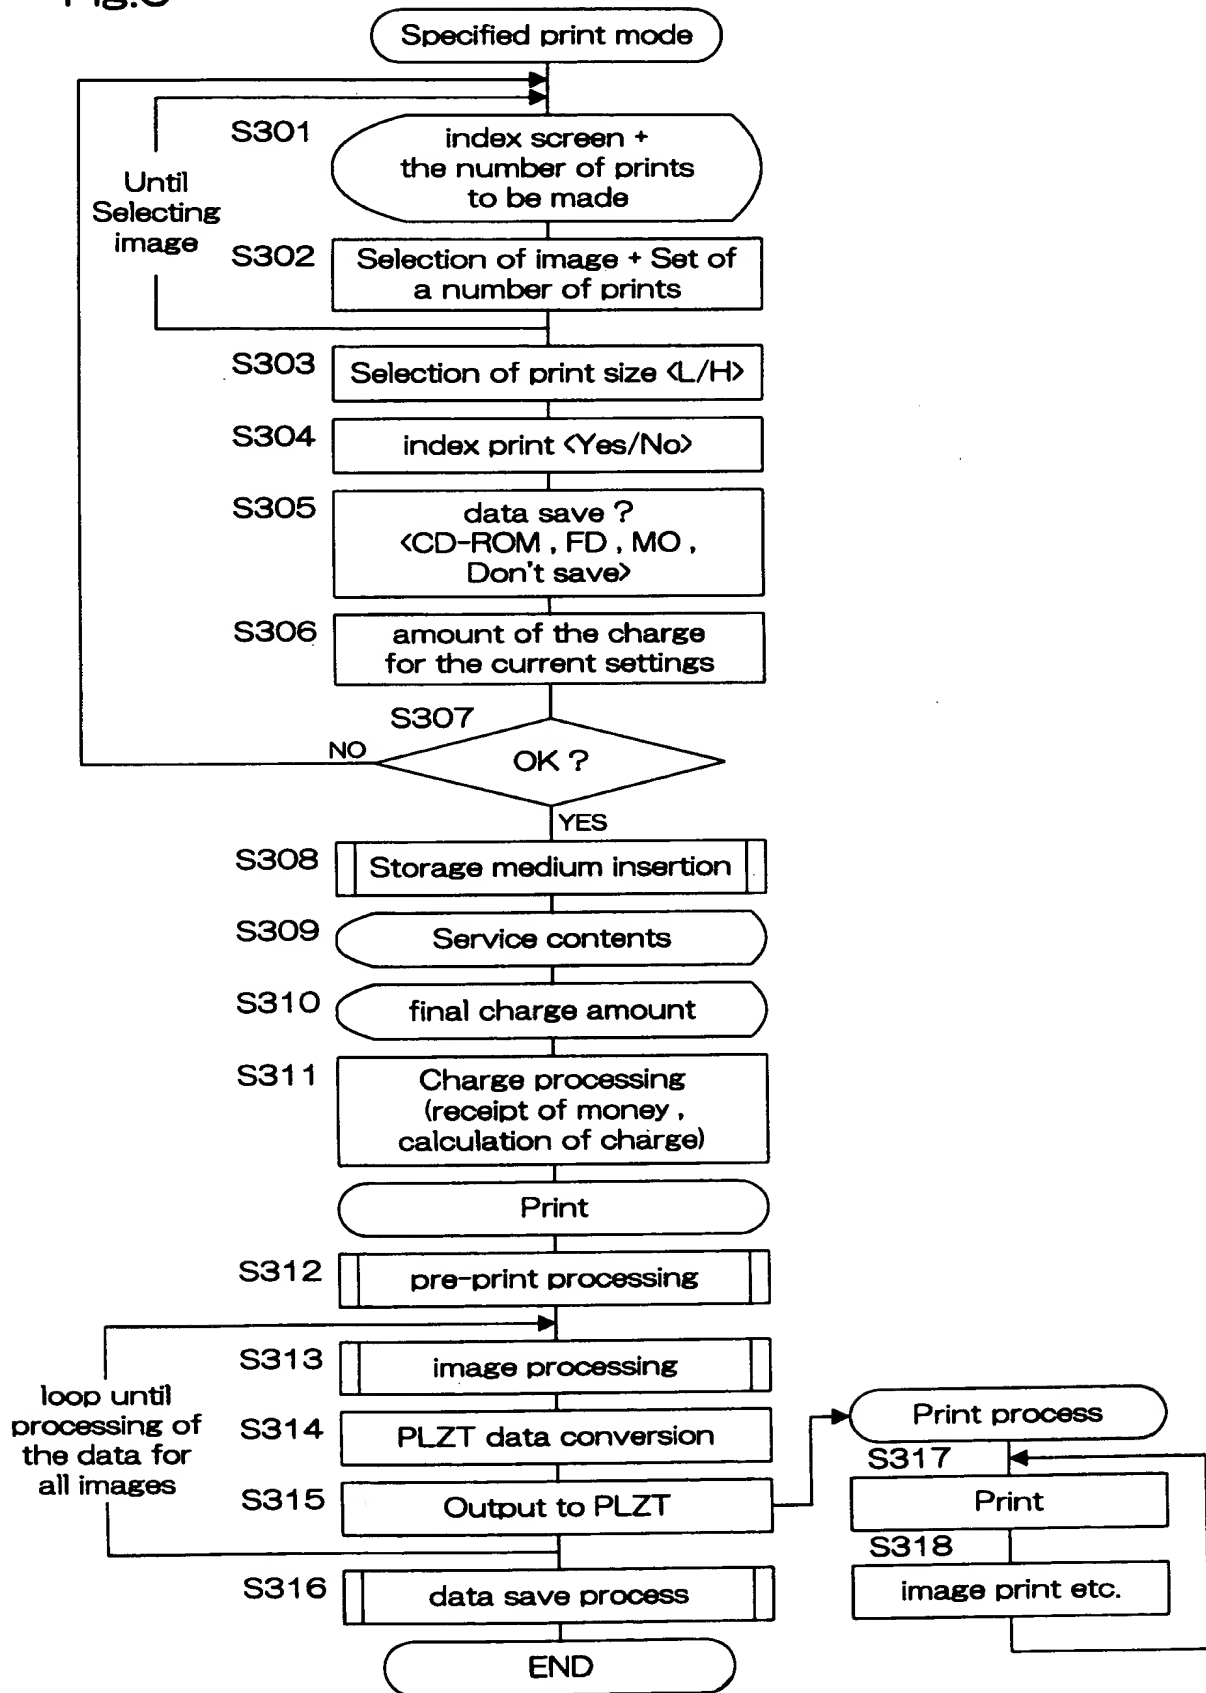 Specified print mode
S301
index screen +
the number of prints
to be made
Until
Selecting
image
S302
Selection of image + Set of
a number of prints
S303
Selection of print size <L/H>
S304
index print <Yes/No>
S305
data save ?
<CD-ROM , FD , MO ,
Don't save>
S306
amount of the charge
for the current settings
S307
OK ?
NO
YES
S308
Storage medium insertion
S309
Service contents
S310
final charge amount
S311
Charge processing
(receipt of money ,
calculation of charge)
Print
S312
pre-print processing
S313
image processing
loop until
processing of
the data for
all images
S314
PLZT data conversion
S315
Output to PLZT
S316
data save process
END
Print process
S317
Print
S318
image print etc.